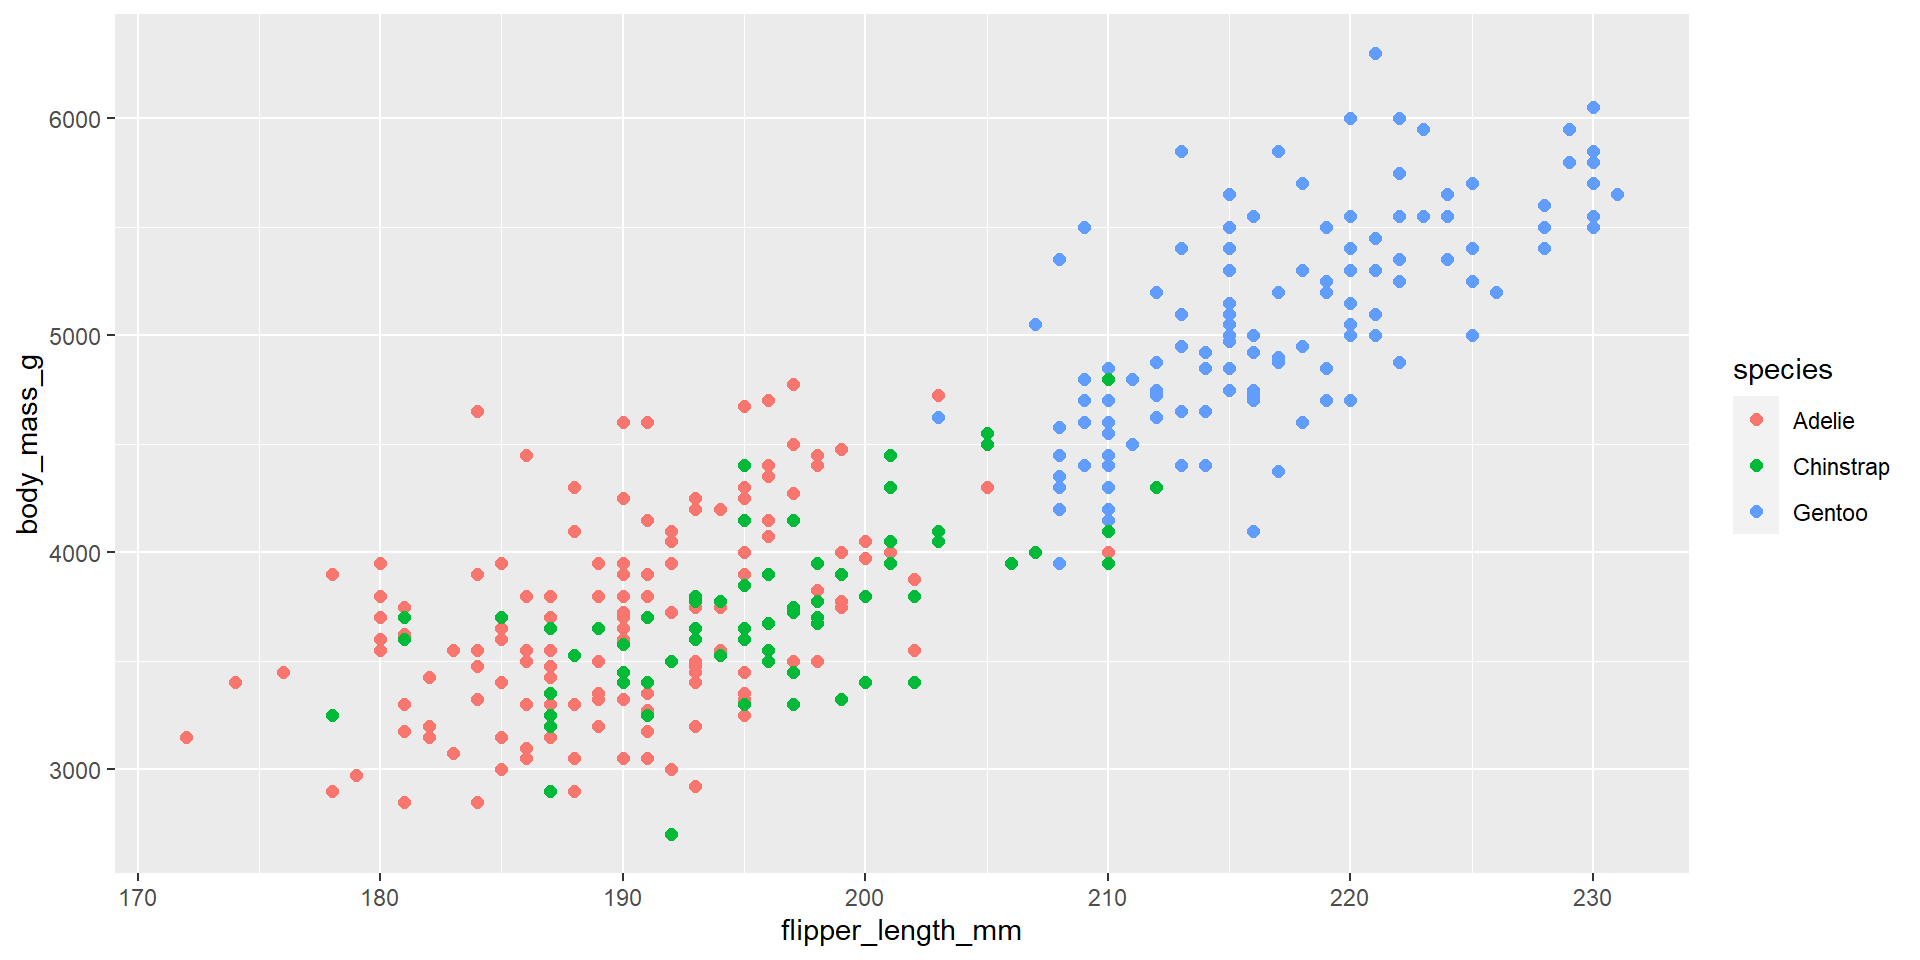 6000
5000
4000
3000
body_mass_g
170 180 190 200 210 220 230
flipper_length_mm
species
Adelie
Chinstrap
Gentoo